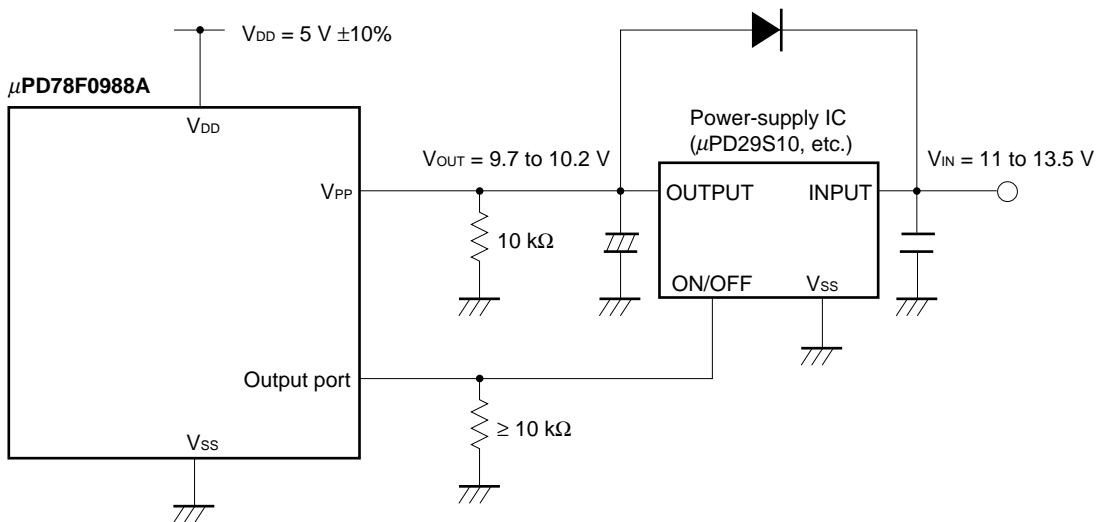 VDD = 5 V ±10%
μPD78F0988A
VDD
Power-supply IC
(μPD29S10, etc.)
VOUT = 9.7 to 10.2 V
VIN = 11 to 13.5 V
VPP
OUTPUT
INPUT
10 kΩ
ON/OFF
VSS
Output port
≥ 10 kΩ
VSS